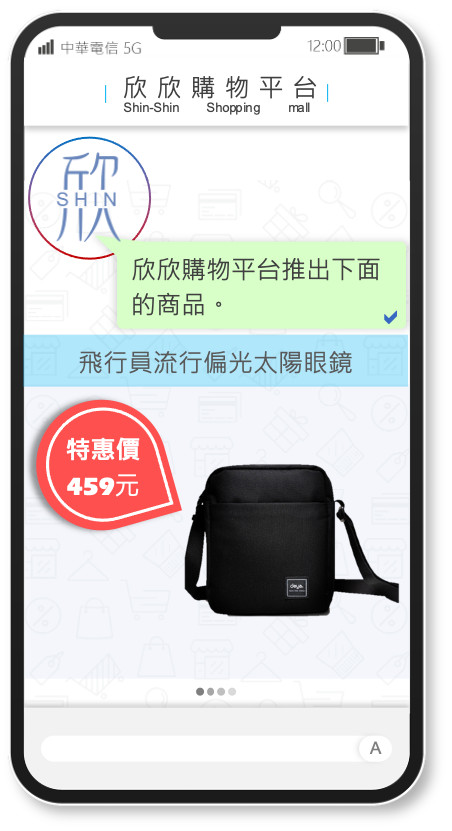 中華電信 5G 12:00
欣欣購物平台
Shin-Shin Shopping mall
欣
SHIN
欣欣購物平台推出下面
的商品。
飛行員流行偏光太陽眼鏡
特惠價
459元
deya.
A